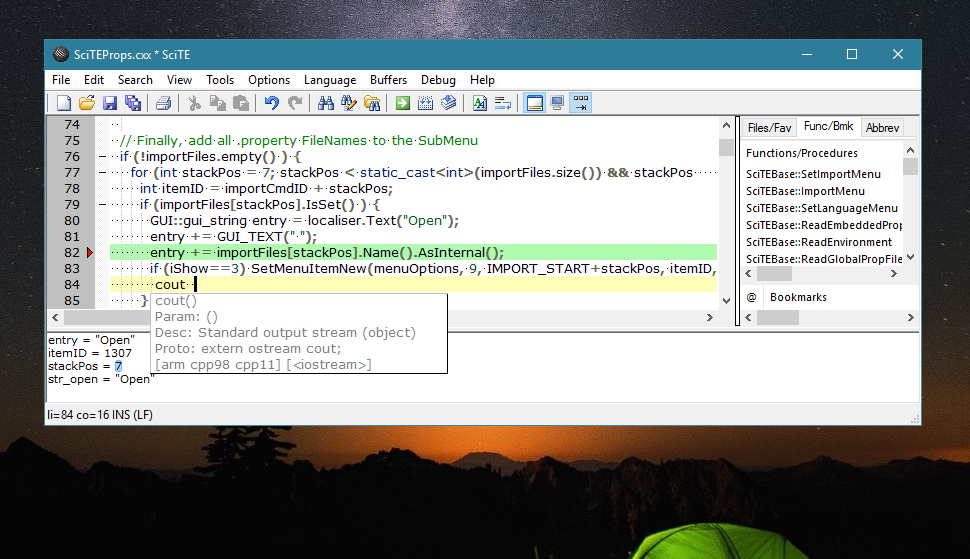 SciTEProps.cxx * SciTE
File Edit Search View Tools Options Language Buffers Debug Help
74
75 // Finally, add all .property FileNames to the SubMenu
76 if (!importFiles.empty() ) {
77 for (int stackPos = 7; stackPos < static_cast<int>(importFiles.size()) && stackPos
78 int itemID = importCmdID + stackPos;
79 if (importFiles[stackPos].IsSet() ) {
80 GUI::gui_string entry = localiser.Text("Open");
81 entry += GUI_TEXT(" ");
82 entry += importFiles[stackPos].Name().AsInternal();
83 if (iShow==3) SetMenuItemNew(menuOptions, 9, IMPORT_START+stackPos, itemID,
84 cout
85 }
cout()
Param: ()
Desc: Standard output stream (object)
Proto: extern ostream cout;
[arm cpp98 cpp11] [<iostream>]
Files/Fav Func/Bmk Abbrev
Functions/Procedures
SciTEBase::SetImportMenu
SciTEBase::ImportMenu
SciTEBase::SetLanguageMenu
SciTEBase::ReadEmbeddedProp
SciTEBase::ReadEnvironment
SciTEBase::ReadGlobalPropFile
@ Bookmarks
entry = "Open"
itemID = 1307
stackPos = 7
str_open = "Open"
li=84 co=16 INS (LF)